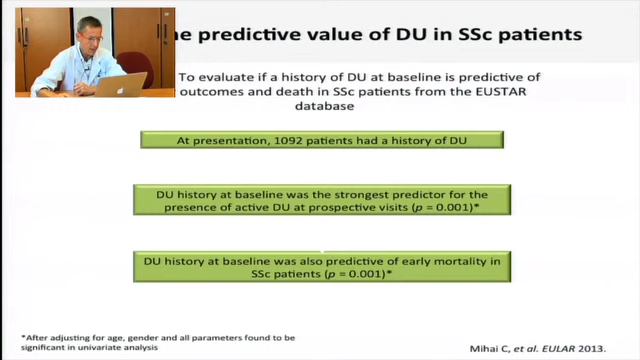 he predictive value of DU in SSc patients
To evaluate if a history of DU at baseline is predictive of
outcomes and death in SSc patients from the EUSTAR
database
At presentation, 1092 patients had a history of DU
DU history at baseline was the strongest predictor for the
presence of active DU at prospective visits (p = 0.001)*
DU history at baseline was also predictive of early mortality in
SSc patients (p = 0.001)*
*After adjusting for age, gender and all parameters found to be
significant in univariate analysis
Mihai C, et al. EULAR 2013.